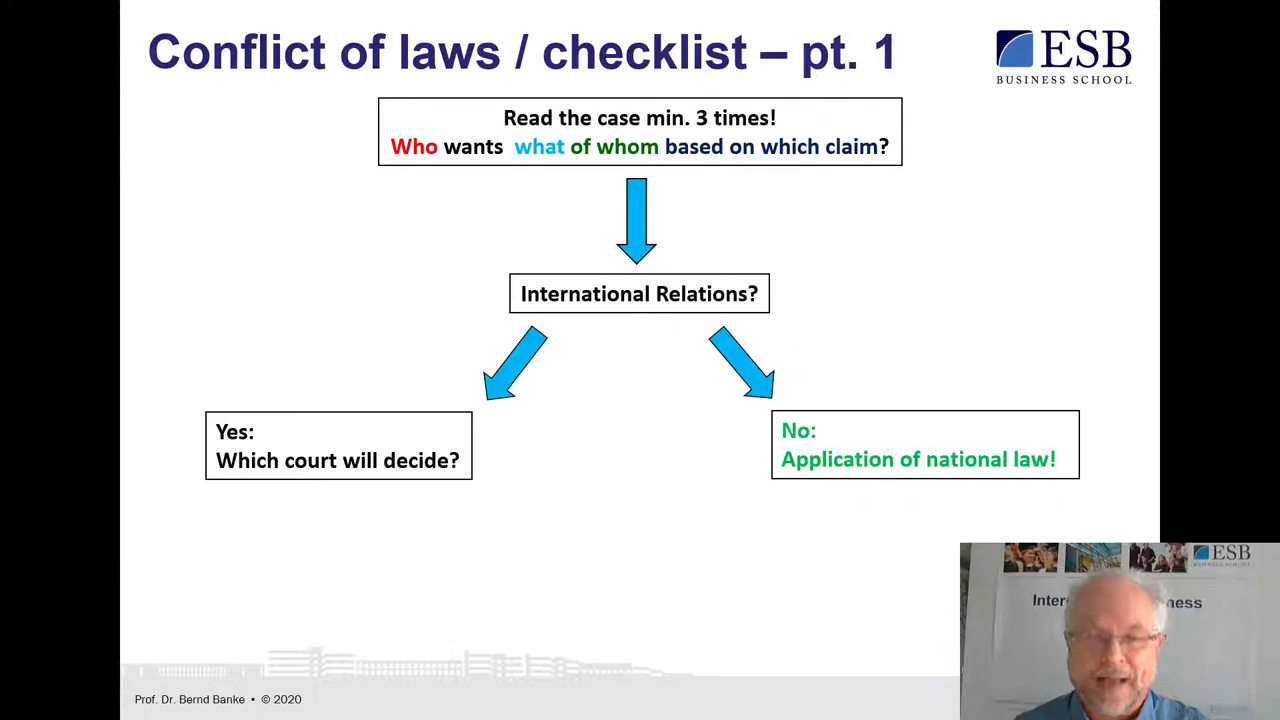 Conflict of laws / checklist – pt. 1
ESB
BUSINESS SCHOOL
Read the case min. 3 times!
Who wants what of whom based on which claim?
International Relations?
Yes:
Which court will decide?
No:
Application of national law!
ESB
BUSINESS SCHOOL
Prof. Dr. Bernd Banke • © 2020